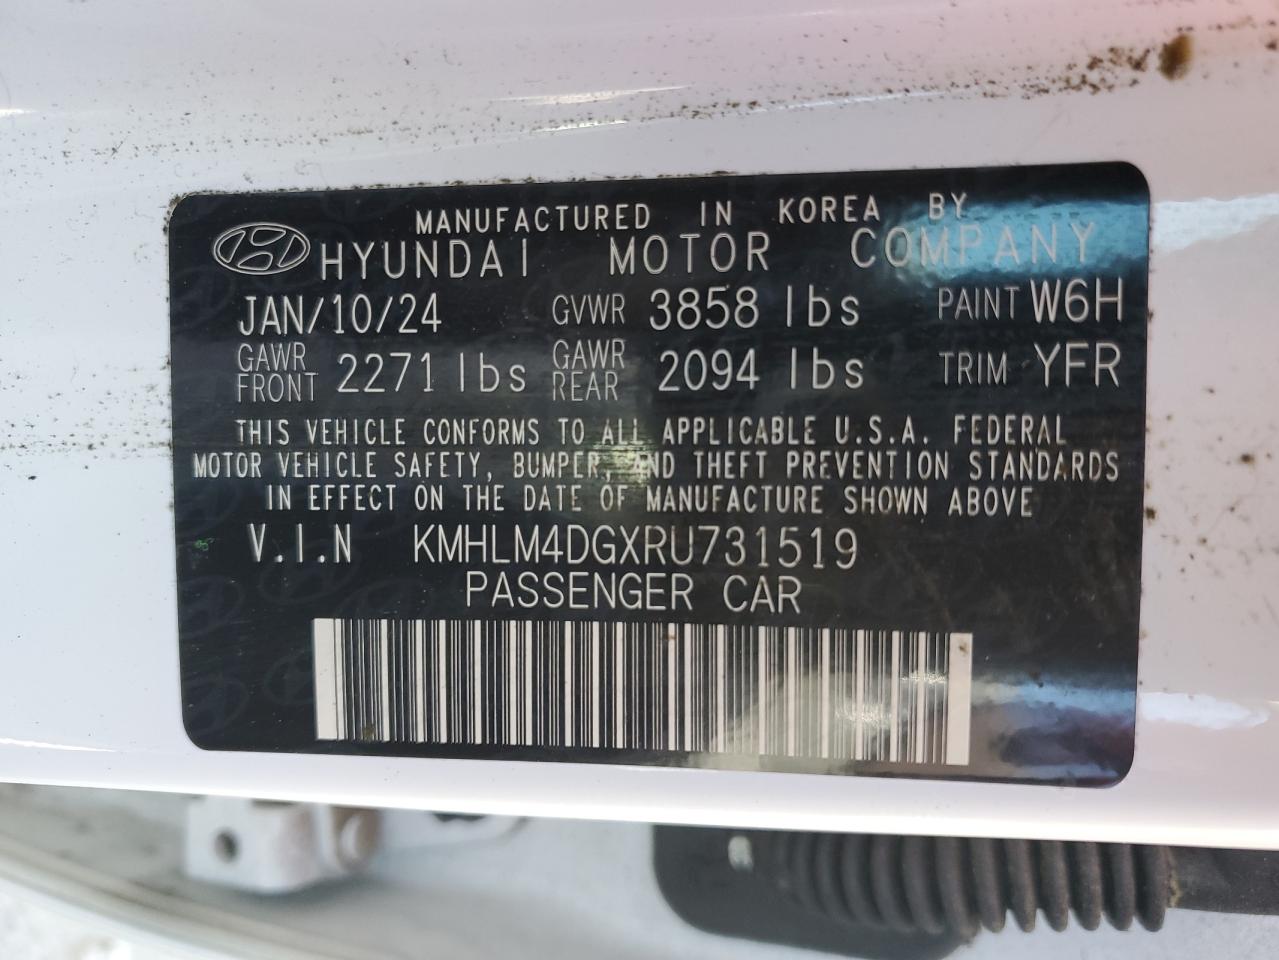 MANUFACTURED IN KOREA BY
HYUNDAI MOTOR COMPANY
JAN/10/24 GVWR 3858 lbs PAINT W6H
GAWR FRONT 2271 lbs GAWR REAR 2094 lbs TRIM YFR
THIS VEHICLE CONFORMS TO ALL APPLICABLE U.S.A. FEDERAL
MOTOR VEHICLE SAFETY, BUMPER, AND THEFT PREVENTION STANDARDS
IN EFFECT ON THE DATE OF MANUFACTURE SHOWN ABOVE
V.I.N KMHLM4DGXRU731519
PASSENGER CAR